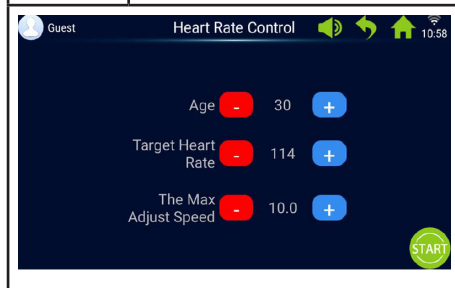 Guest Heart Rate Control 10:58
Age - 30 +
Target Heart
Rate - 114 +
The Max
Adjust Speed - 10.0 +
START